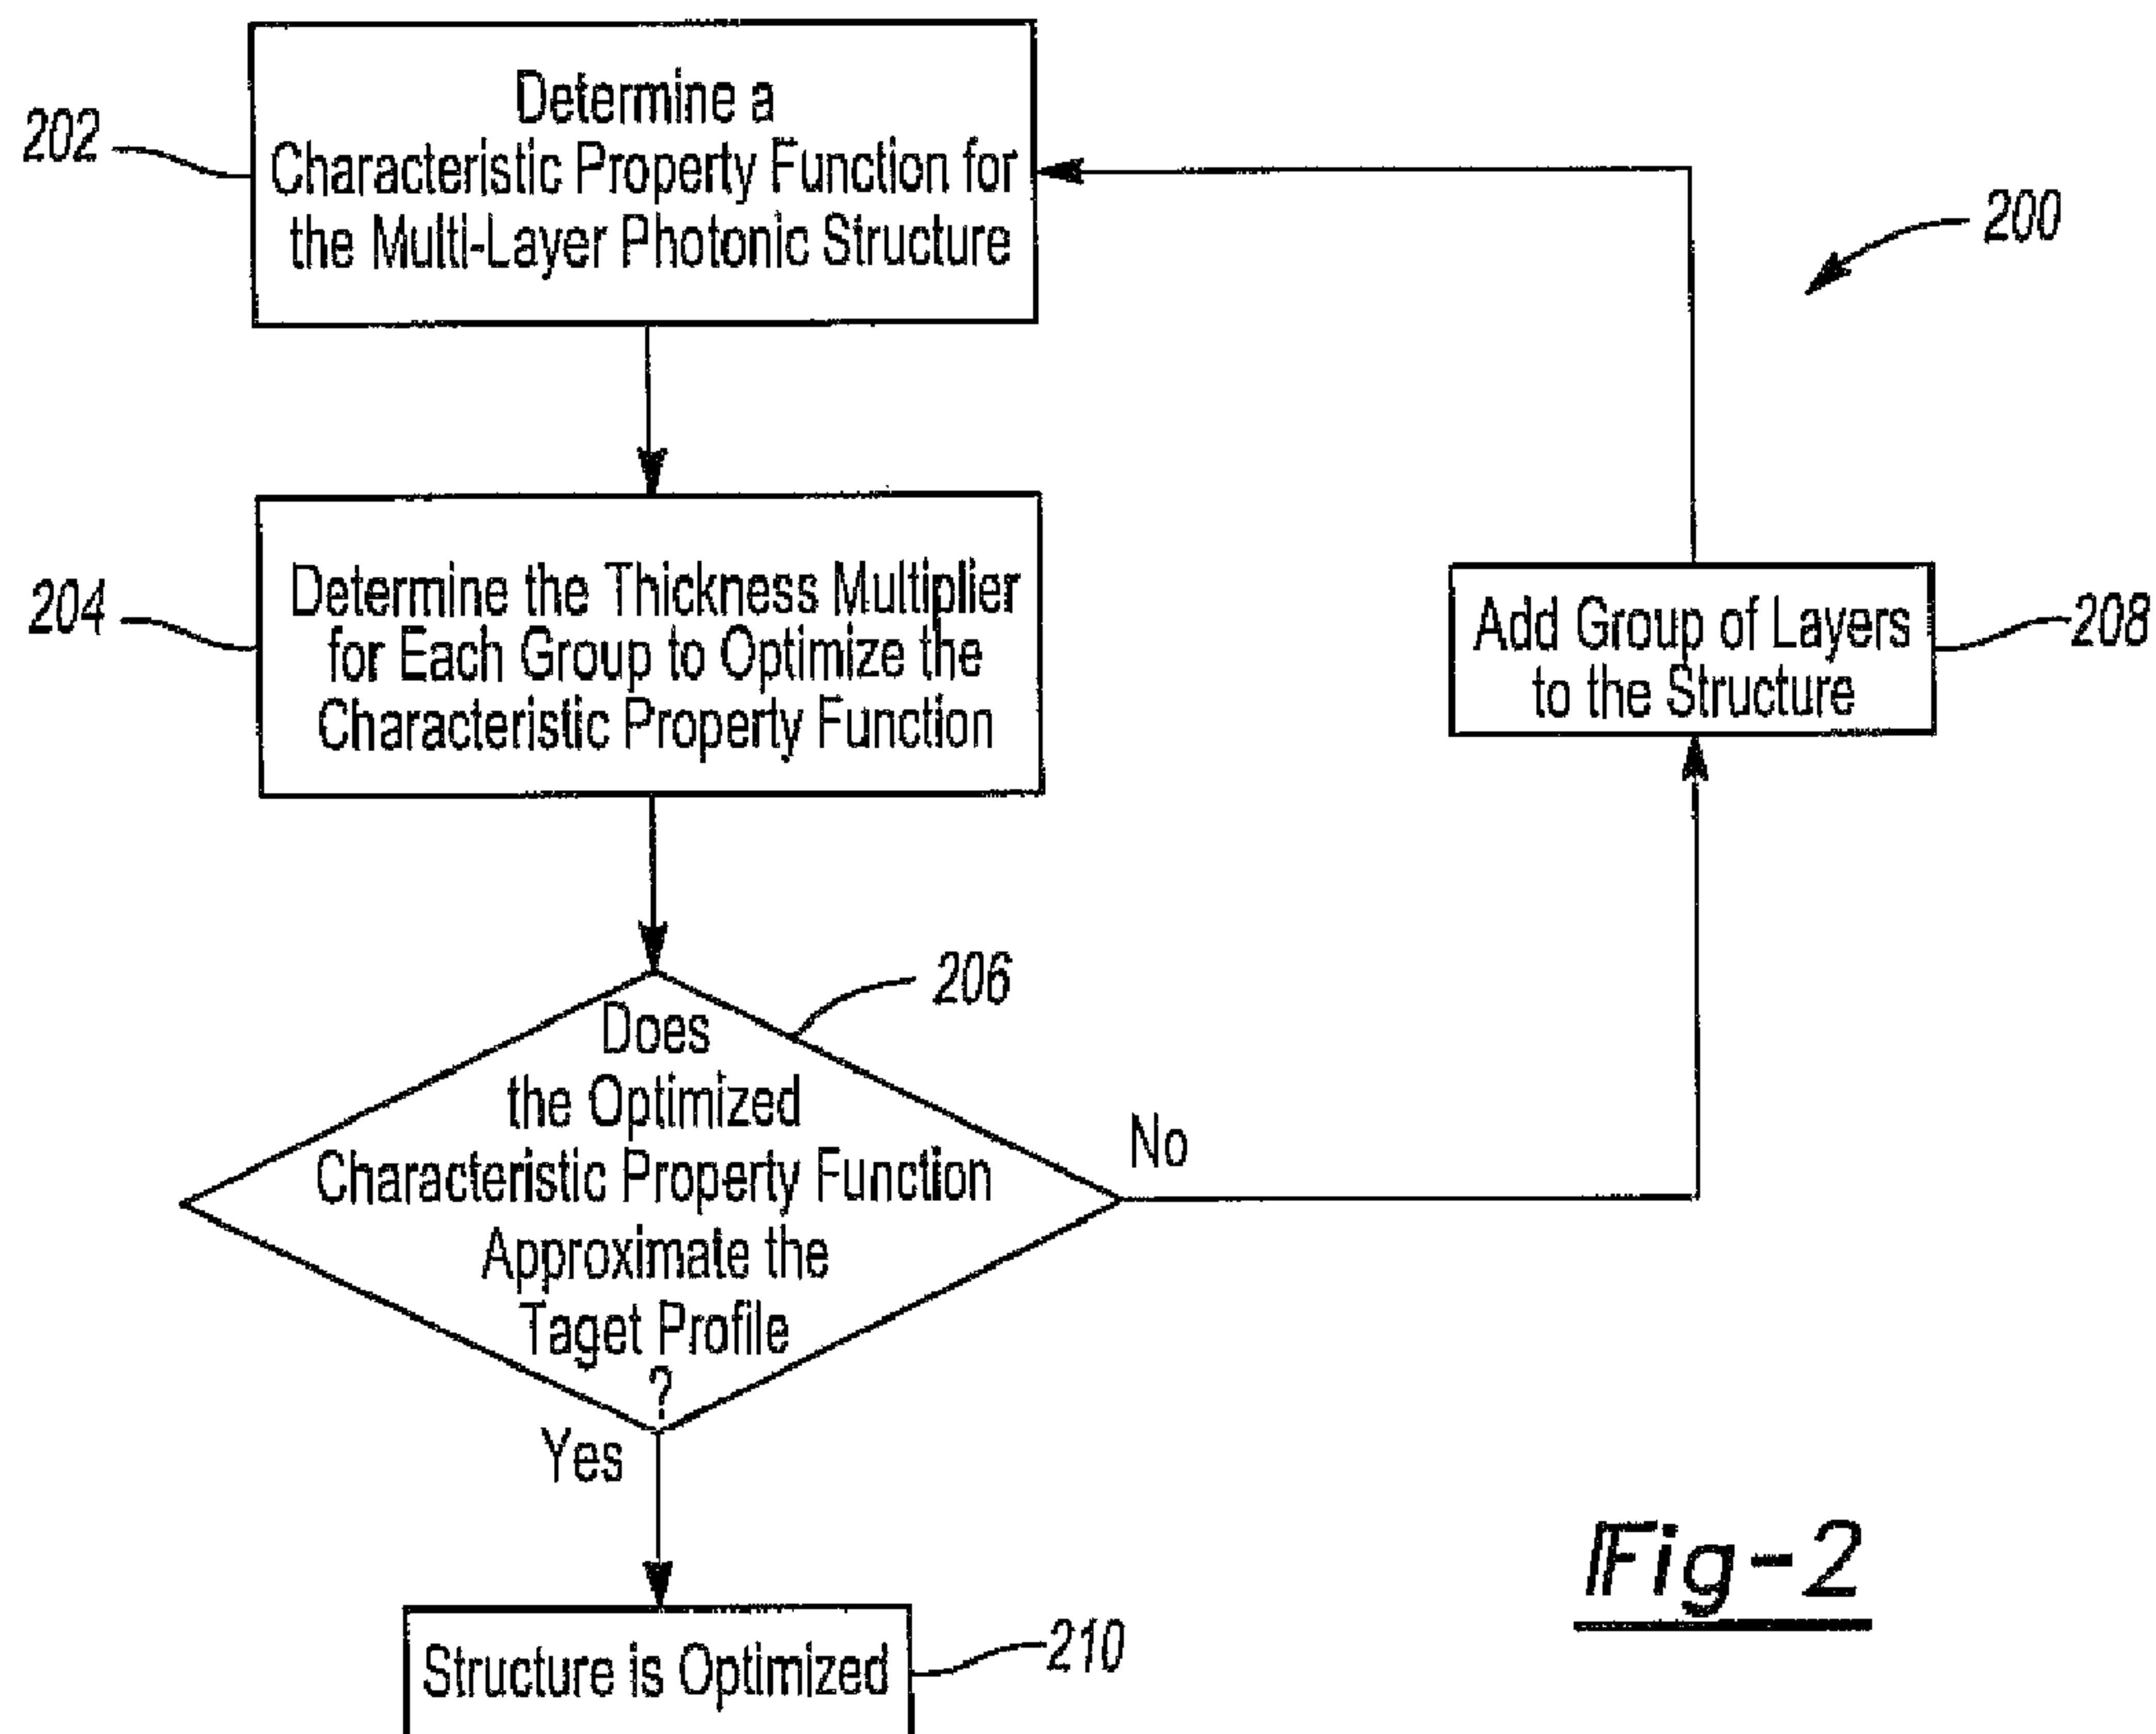 202
Determine a
Characteristic Property Function for
the Multi-Layer Photonic Structure
200
204
Determine the Thickness Multiplier
for Each Group to Optimize the
Characteristic Property Function
Add Group of Layers
to the Structure
208
206
Does
the Optimized
Characteristic Property Function
Approximate the
Taget Profile
?
No
Yes
Structure is Optimized
210
Fig-2